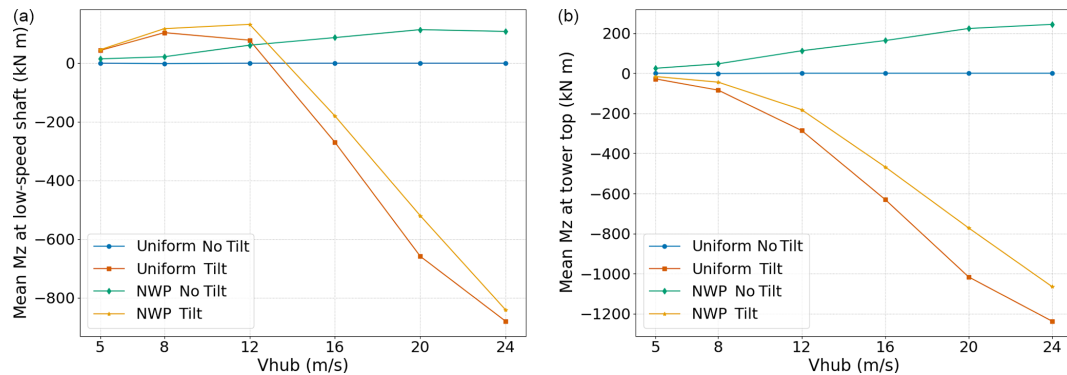 (a)
Mean Mz at low-speed shaft (kN m)
0
−200
−400
−600
−800
Uniform No Tilt
Uniform Tilt
NWP No Tilt
NWP Tilt
5 8 12 16 20 24
Vhub (m/s)
(b)
Mean Mz at tower top (kN m)
200
0
−200
−400
−600
−800
−1000
−1200
Uniform No Tilt
Uniform Tilt
NWP No Tilt
NWP Tilt
5 8 12 16 20 24
Vhub (m/s)